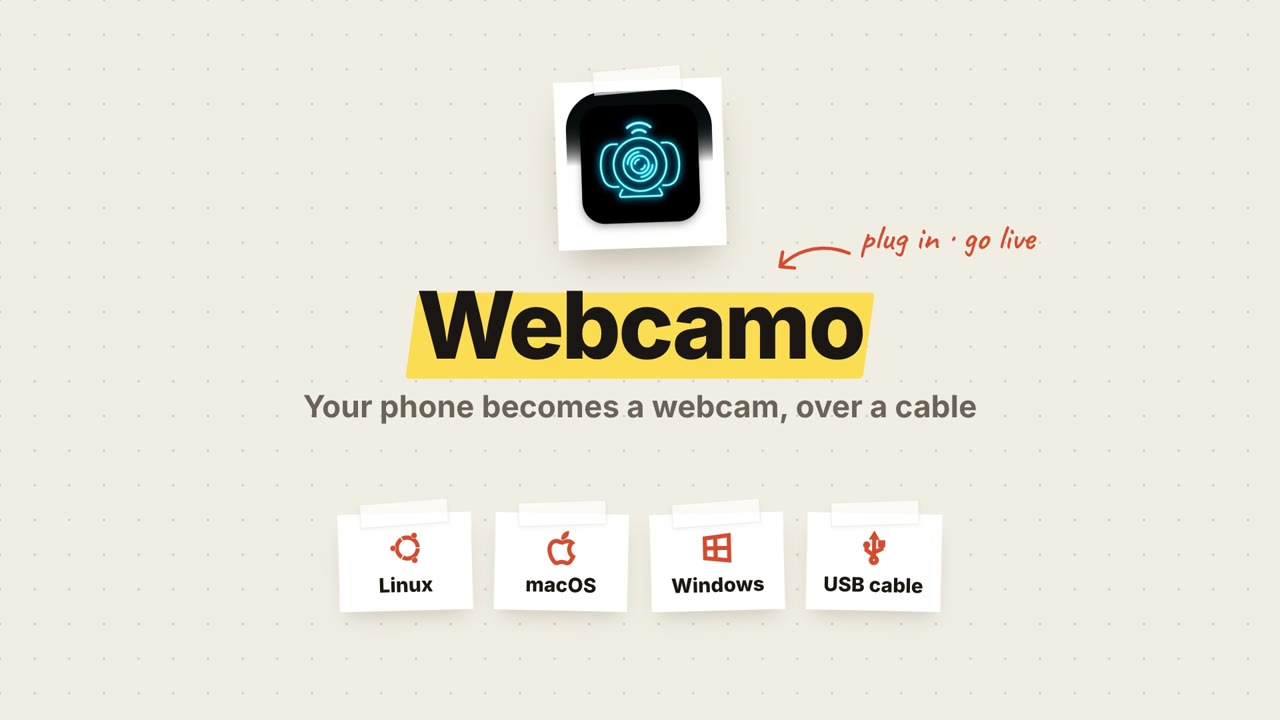 plug in · go live
Webcamo
Your phone becomes a webcam, over a cable
Linux
macOS
Windows
USB cable